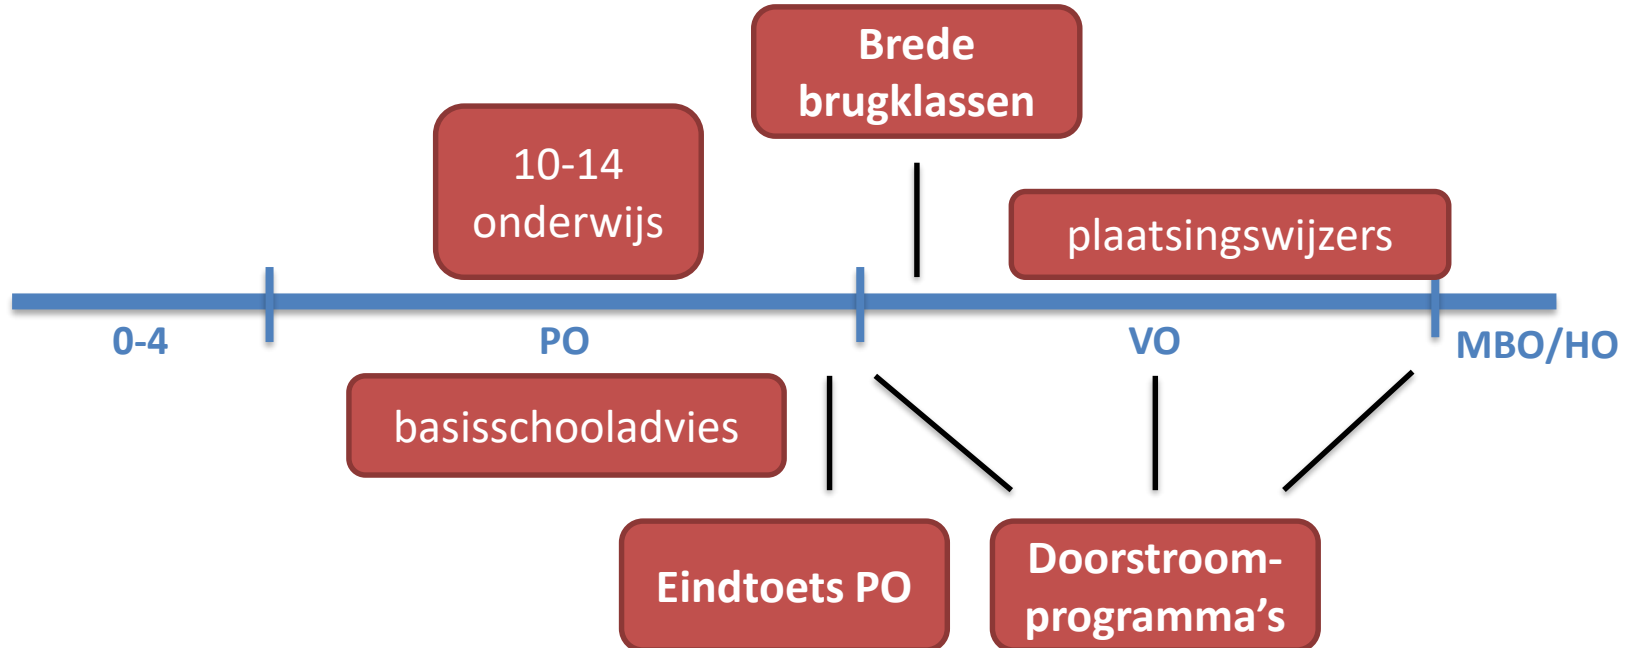 Brede
brugklassen
10-14
onderwijs
plaatsingswijzers
0-4
PO
VO
MBO/HO
basisschooladvies
Eindtoets PO
Doorstroom-
programma's